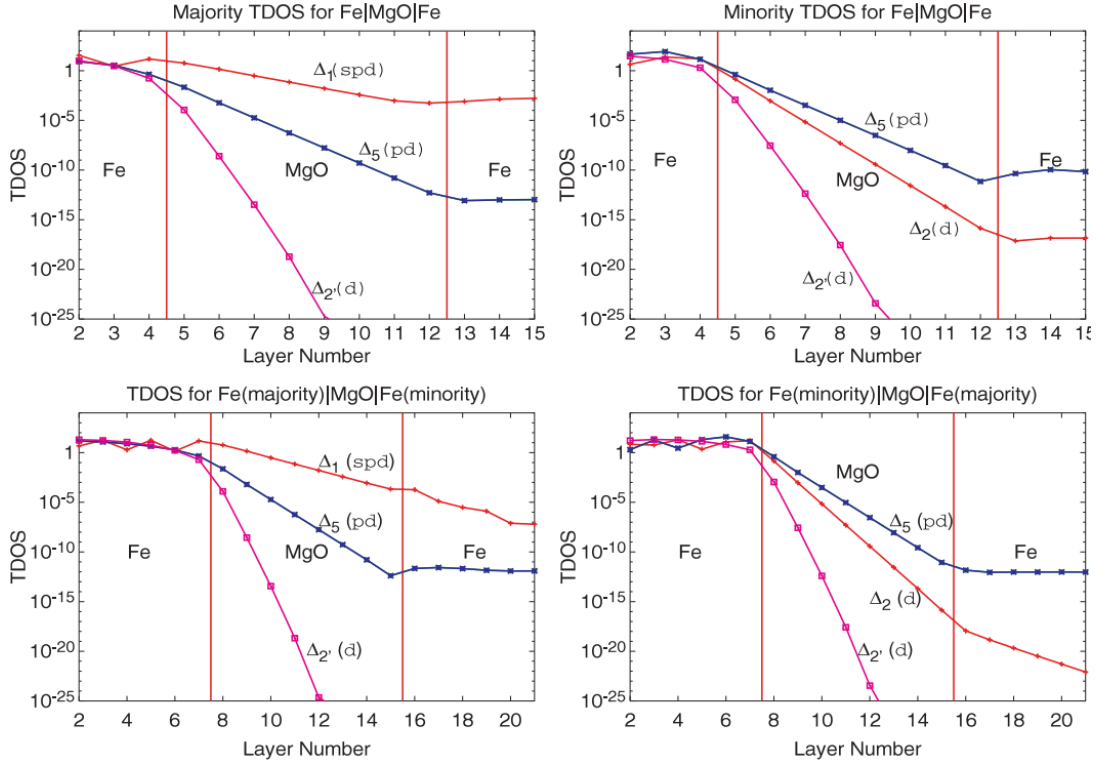 Majority TDOS for Fe|MgO|Fe
TDOS
1
10-5
10-10
10-15
10-20
10-25
Δ1(spd)
Δ5(pd)
Fe
MgO
Fe
Δ2'(d)
2 3 4 5 6 7 8 9 10 11 12 13 14 15
Layer Number
Minority TDOS for Fe|MgO|Fe
TDOS
1
10-5
10-10
10-15
10-20
10-25
Δ5(pd)
Fe
MgO
Fe
Δ2(d)
Δ2'(d)
2 3 4 5 6 7 8 9 10 11 12 13 14 15
Layer Number
TDOS for Fe(majority)|MgO|Fe(minority)
TDOS
1
10-5
10-10
10-15
10-20
10-25
Δ1 (spd)
Δ5 (pd)
Fe
MgO
Fe
Δ2' (d)
2 4 6 8 10 12 14 16 18 20
Layer Number
TDOS for Fe(minority)|MgO|Fe(majority)
TDOS
1
10-5
10-10
10-15
10-20
10-25
MgO
Δ5 (pd)
Fe
Fe
Δ2 (d)
Δ2' (d)
2 4 6 8 10 12 14 16 18 20
Layer Number